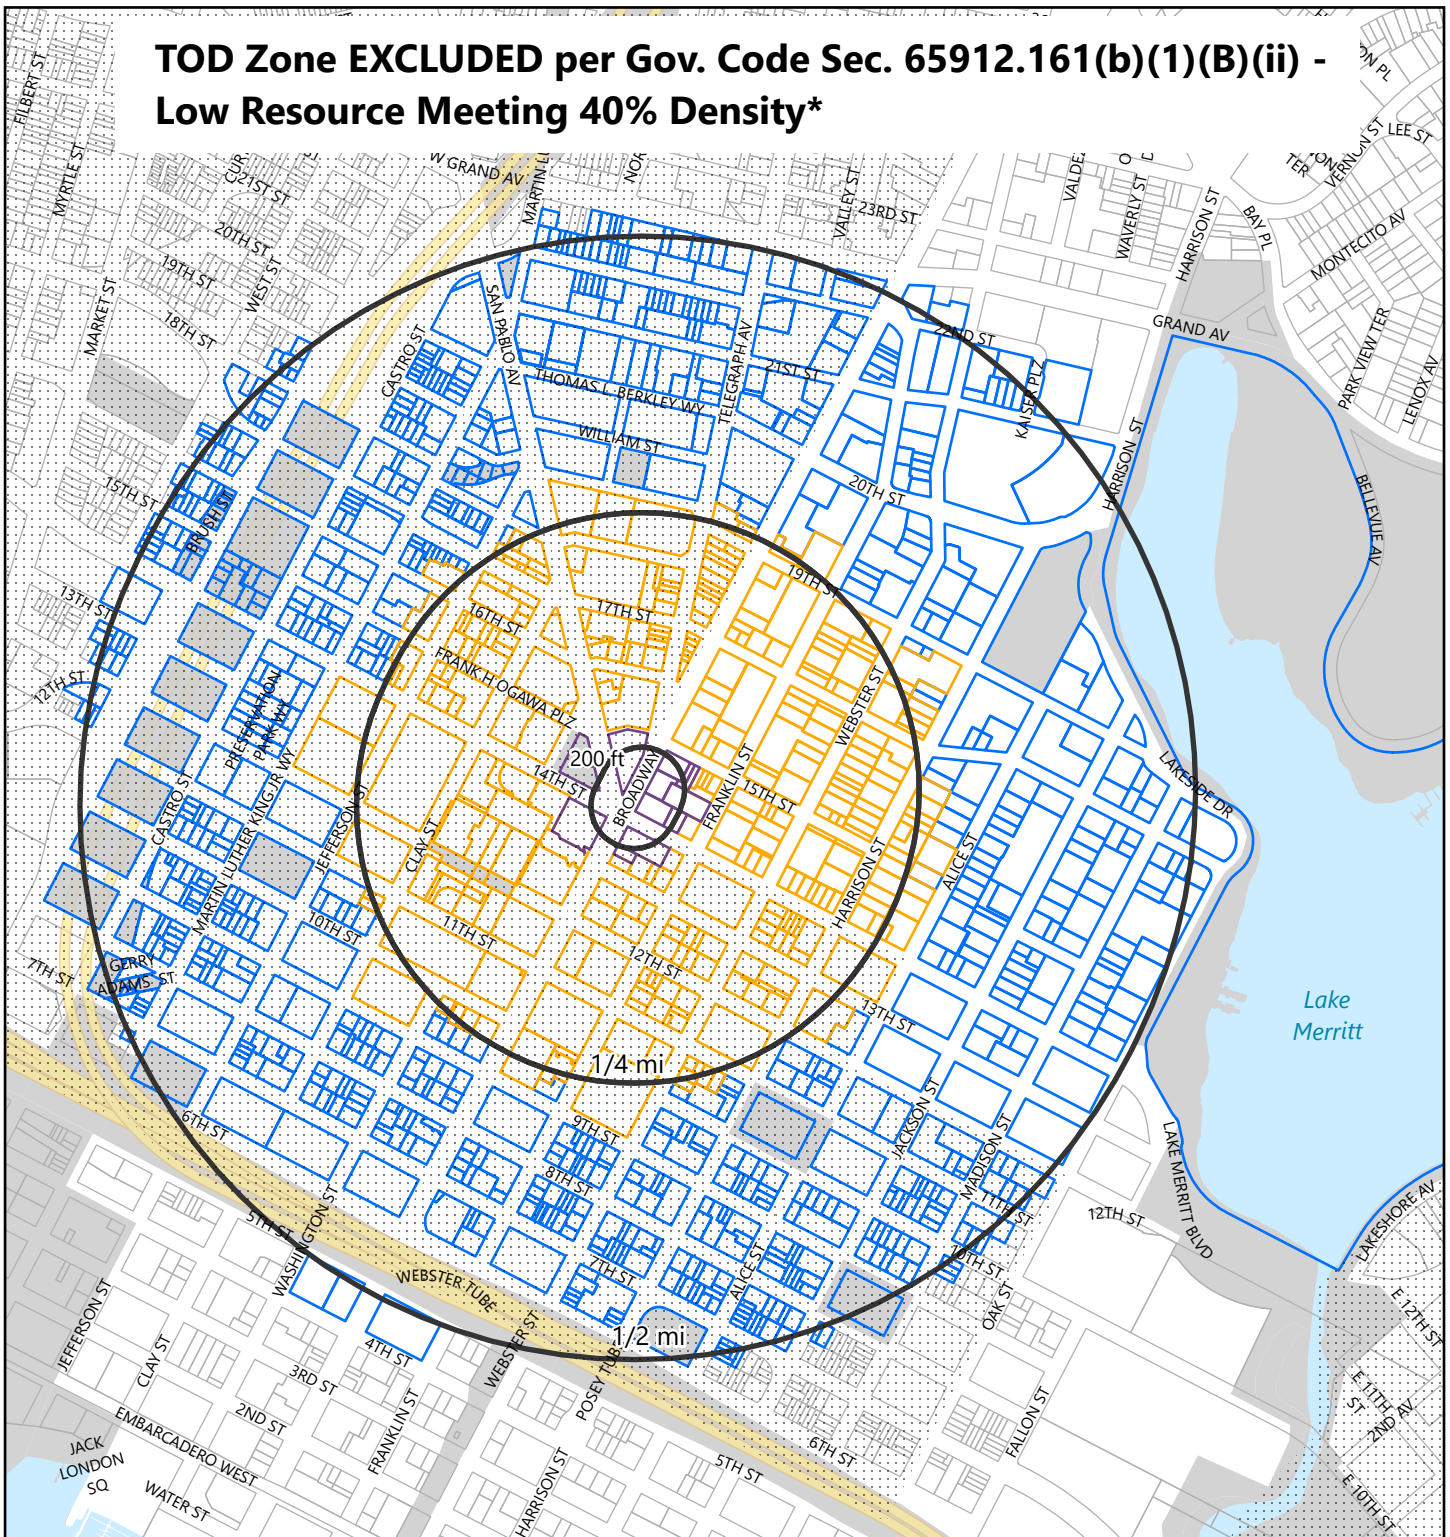 TOD Zone EXCLUDED per Gov. Code Sec. 65912.161(b)(1)(B)(ii) -
Low Resource Meeting 40% Density*
FILBERT ST
MYRTLE ST
21ST ST
20TH ST
19TH ST
18TH ST
WEST ST
MARKET ST
W GRAND AV
VALLEY ST
23RD ST
WAVERLY ST
HARRISON ST
BAY PL
TER
VERNON ST
LEE ST
MONTECITO AV
GRAND AV
PARK VIEW TER
LENOX AV
BELLEVUE AV
CASTRO ST
SAN PABLO AV
THOMAS L. BERKLEY WY
TELEGRAPH AV
21ST ST
22ND ST
KAISER PLZ
WILLIAM ST
20TH ST
HARRISON ST
15TH ST
BRUSH ST
13TH ST
12TH ST
16TH ST
17TH ST
19TH ST
FRANK H OGAWA PLZ
WEBSTER ST
PRESERVATION
PARK WY
200 ft
14TH ST
BROADWAY
FRANKLIN ST
15TH ST
LAKESIDE DR
CASTRO ST
MARTIN LUTHER KING JR WY
JEFFERSON ST
CLAY ST
HARRISON ST
ALICE ST
10TH ST
11TH ST
12TH ST
13TH ST
7TH ST
GERRY
ADAMS ST
Lake
Merritt
1/4 mi
6TH ST
9TH ST
8TH ST
7TH ST
JACKSON ST
MADISON ST
11TH ST
10TH ST
12TH ST
LAKE MERRITT BLVD
LAKESHORE AV
5TH ST
WASHINGTON ST
WEBSTER TUBE
ALICE ST
OAK ST
E 12TH ST
1/2 mi
JEFFERSON ST
CLAY ST
4TH ST
3RD ST
2ND ST
WEBSTER ST
POSEY TUBE
FRANKLIN ST
EMBARCADERO WEST
JACK
LONDON
SQ
WATER ST
HARRISON ST
5TH ST
6TH ST
FALLON ST
E 11TH
ST
2ND AV
E 10TH ST